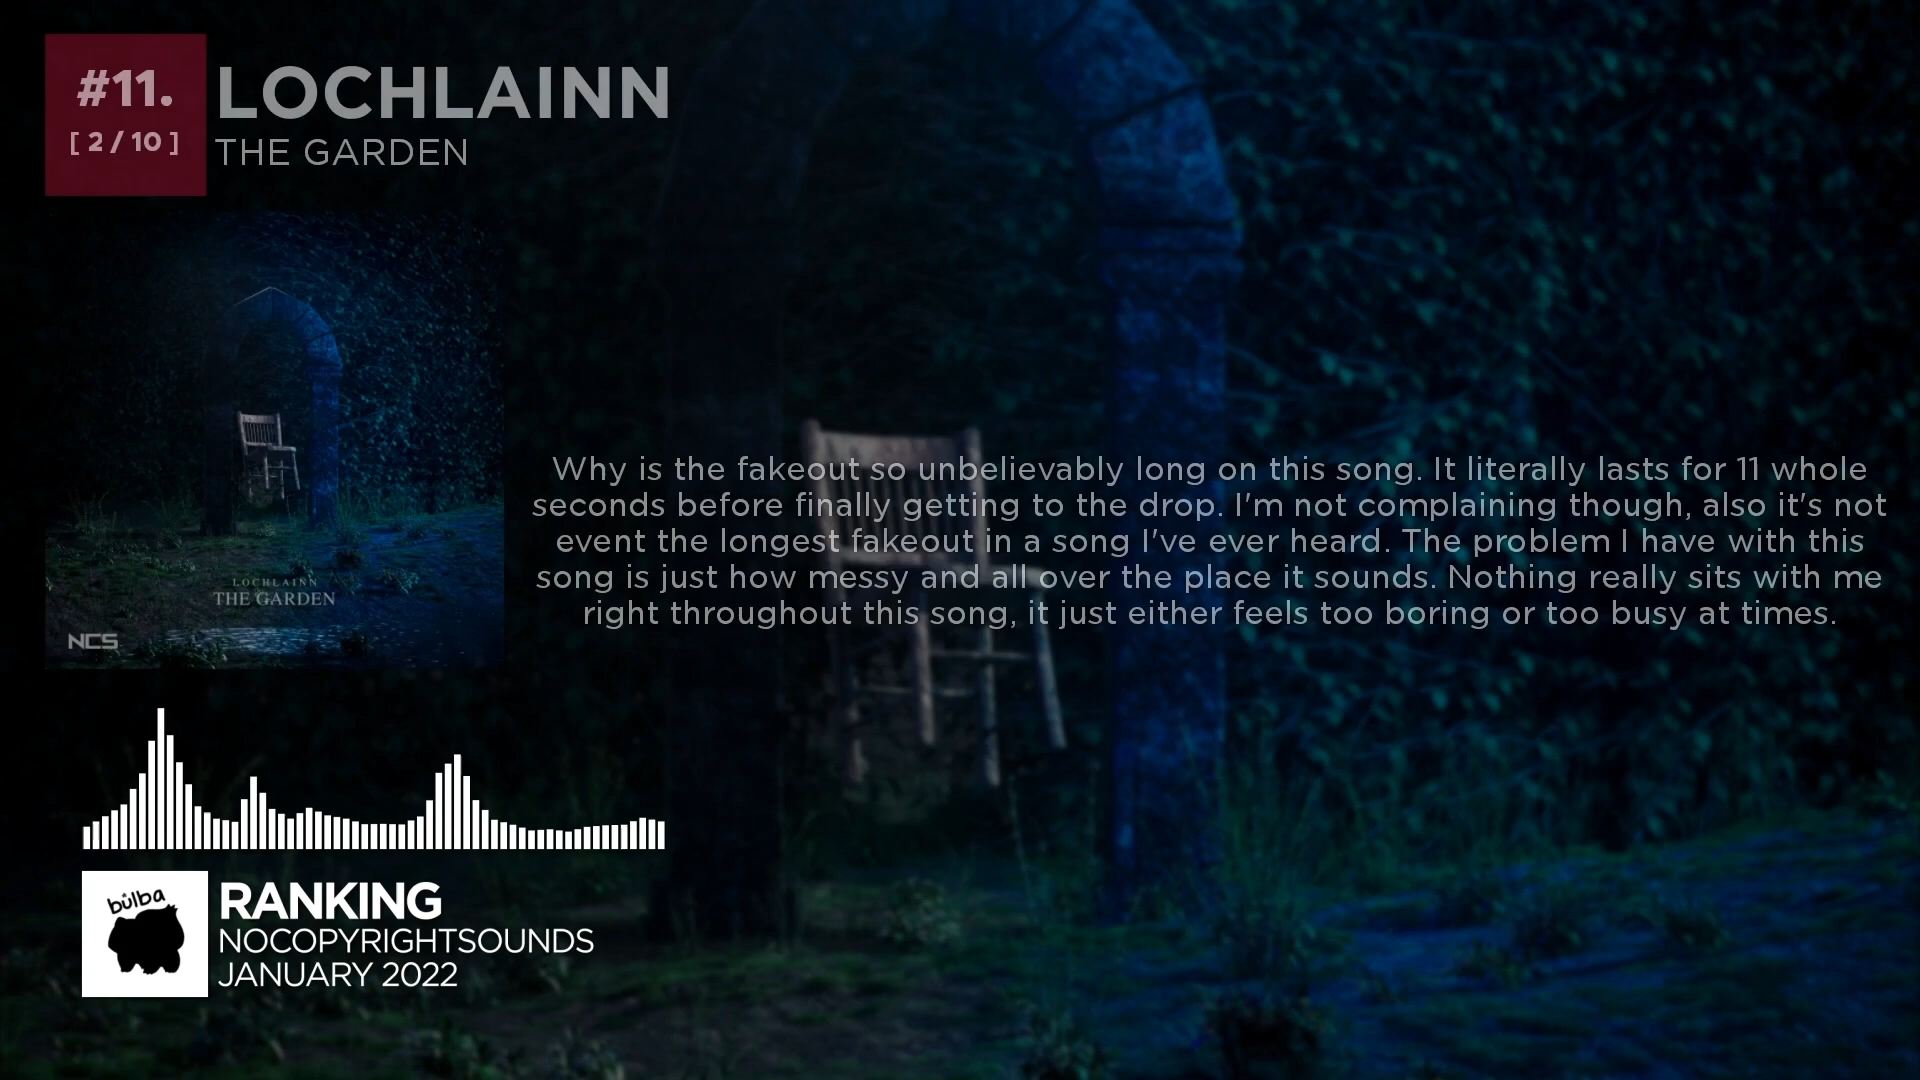 #11.
[ 2 / 10 ]
LOCHLAINN
THE GARDEN
LOCHLAINN
THE GARDEN
NCS
Why is the fakeout so unbelievably long on this song. It literally lasts for 11 whole
seconds before finally getting to the drop. I'm not complaining though, also it's not
event the longest fakeout in a song I've ever heard. The problem I have with this
song is just how messy and all over the place it sounds. Nothing really sits with me
right throughout this song, it just either feels too boring or too busy at times.
bulba
RANKING
NOCOPYRIGHTSOUNDS
JANUARY 2022